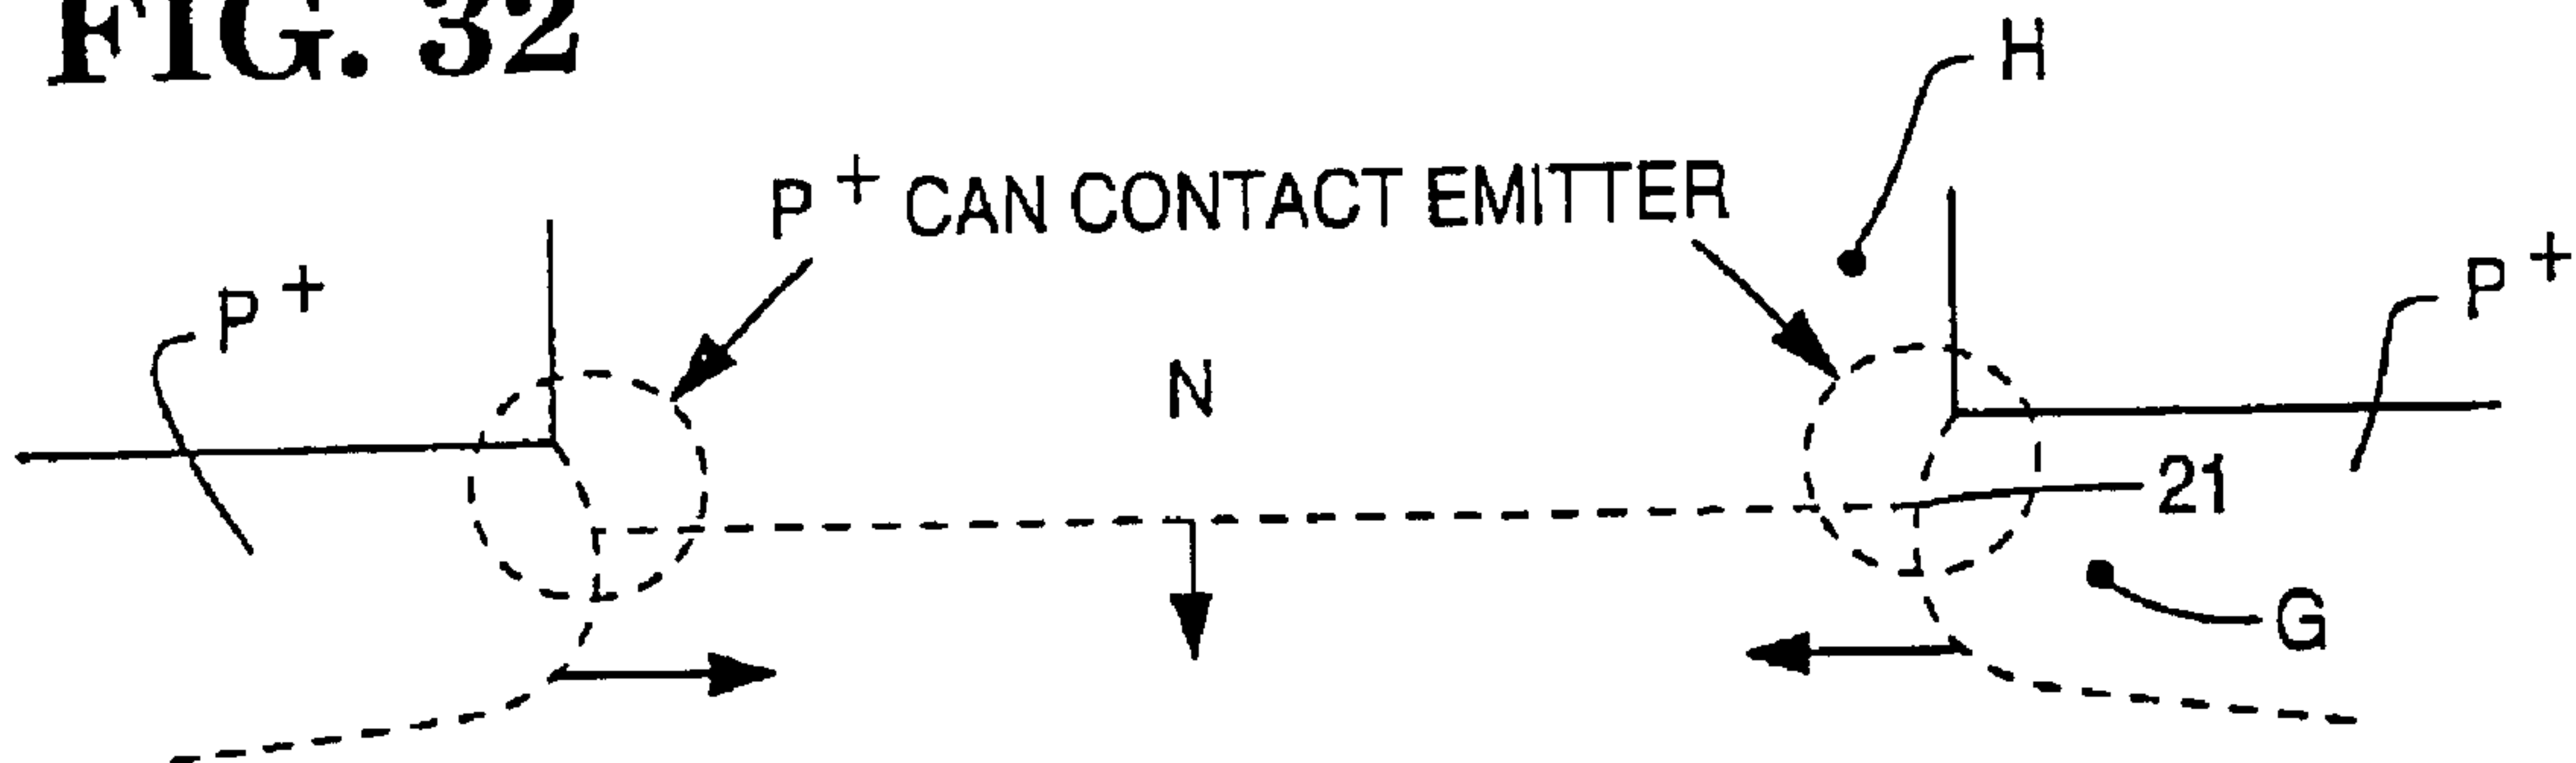 FIG. 32
H
P+ CAN CONTACT EMITTER
P+
P+
N
21
G